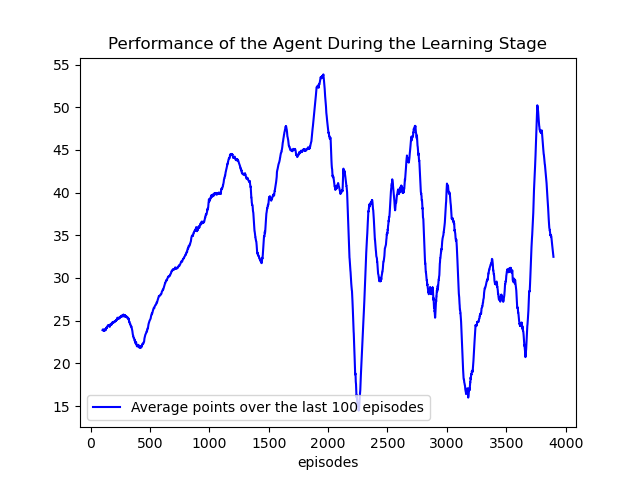 Performance of the Agent During the Learning Stage
55
50
45
40
35
30
25
20
15
Average points over the last 100 episodes
0 500 1000 1500 2000 2500 3000 3500 4000
episodes